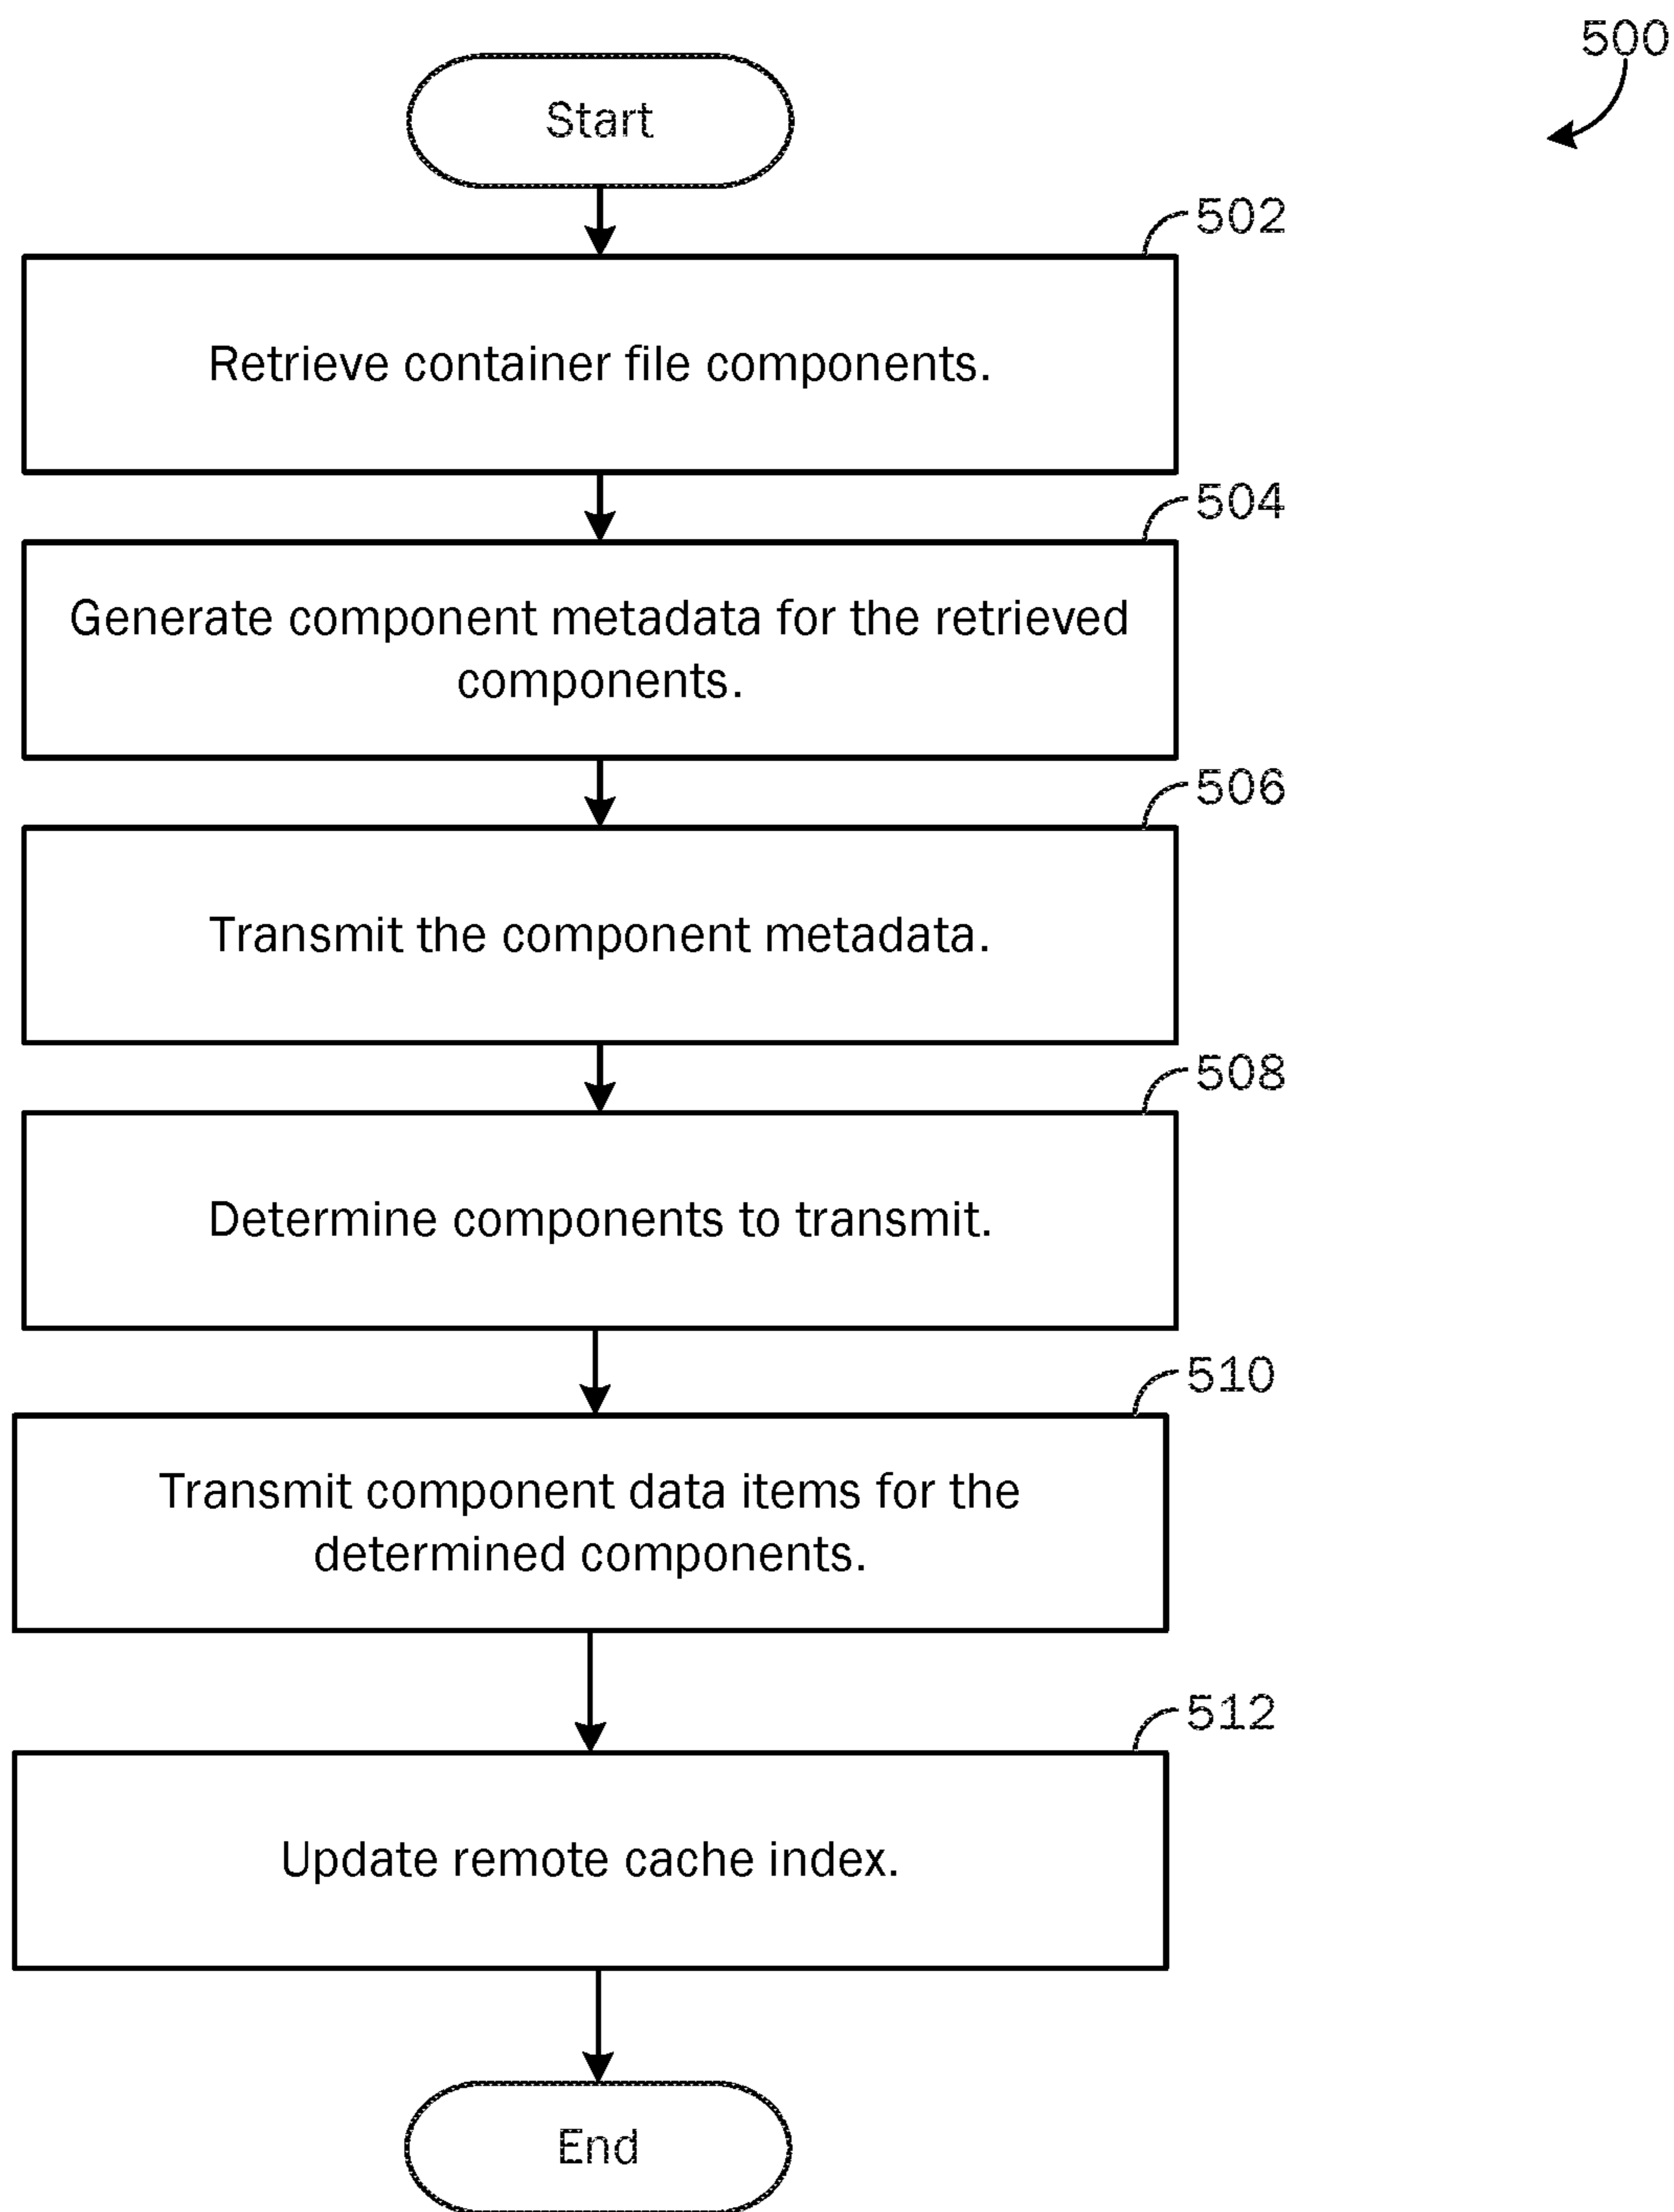 500
Start
502
Retrieve container file components.
504
Generate component metadata for the retrieved
components.
506
Transmit the component metadata.
508
Determine components to transmit.
510
Transmit component data items for the
determined components.
512
Update remote cache index.
End